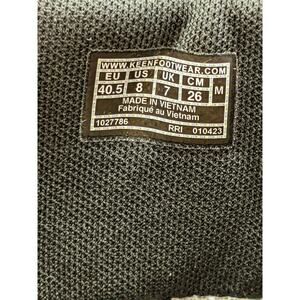 WWW.KEENFOOTWEAR.COM
EU US UK CM M
40.5 8 7 26
MADE IN VIETNAM
Fabriqué au Vietnam
1027786 RRI 010423